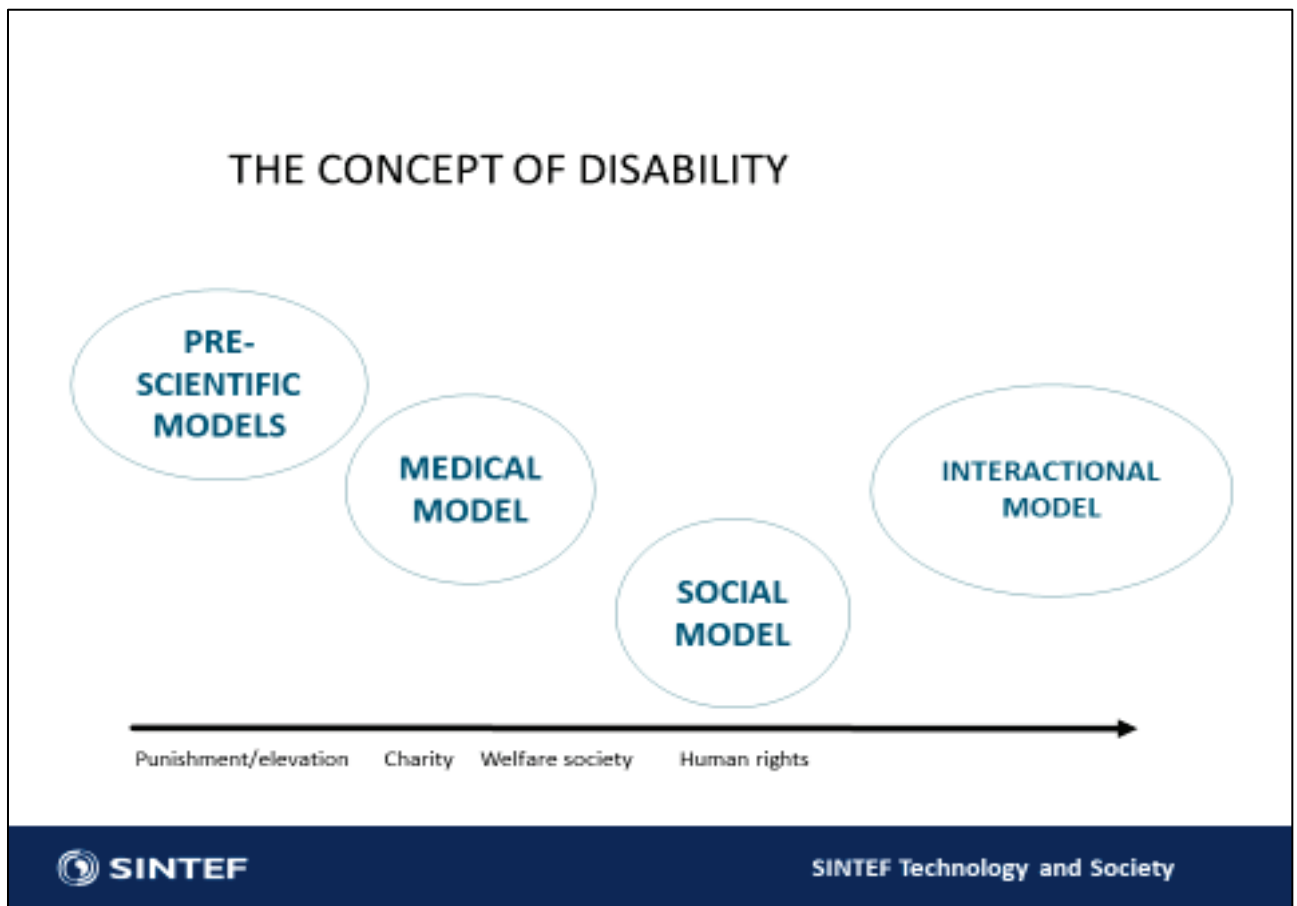 THE CONCEPT OF DISABILITY
PRE-
SCIENTIFIC
MODELS
MEDICAL
MODEL
SOCIAL
MODEL
INTERACTIONAL
MODEL
Punishment/elevation Charity Welfare society Human rights
SINTEF
SINTEF Technology and Society